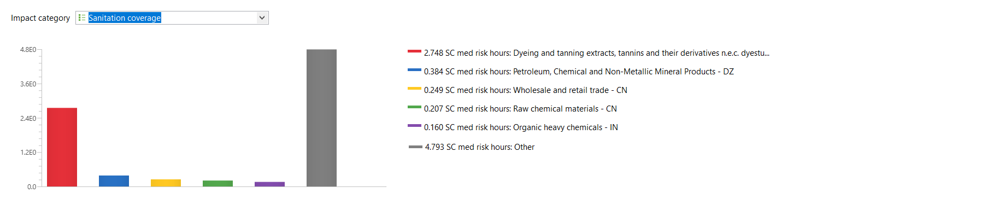 Impact category Sanitation coverage
4.8E0
3.6E0
2.4E0
1.2E0
0.0
2.748 SC med risk hours: Dyeing and tanning extracts, tannins and their derivatives n.e.c. dyestu...
0.384 SC med risk hours: Petroleum, Chemical and Non-Metallic Mineral Products - DZ
0.249 SC med risk hours: Wholesale and retail trade - CN
0.207 SC med risk hours: Raw chemical materials - CN
0.160 SC med risk hours: Organic heavy chemicals - IN
4.793 SC med risk hours: Other